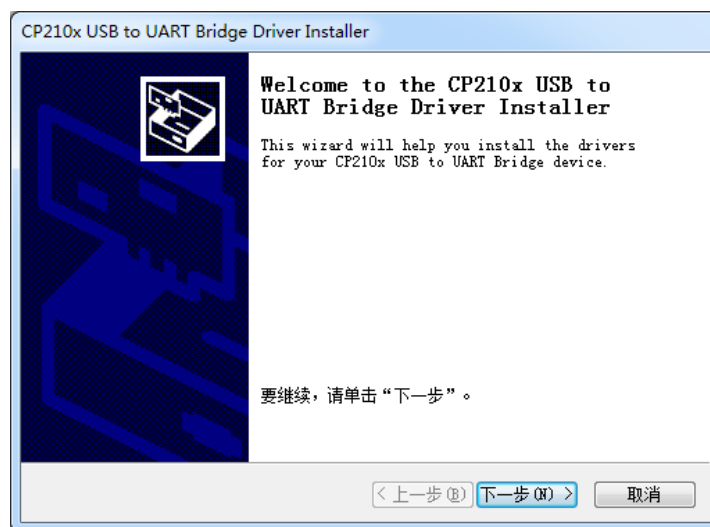 CP210x USB to UART Bridge Driver Installer
Welcome to the CP210x USB to
UART Bridge Driver Installer
This wizard will help you install the drivers
for your CP210x USB to UART Bridge device.
要继续，请单击“下一步”。
< 上一步(B) 下一步(N) > 取消